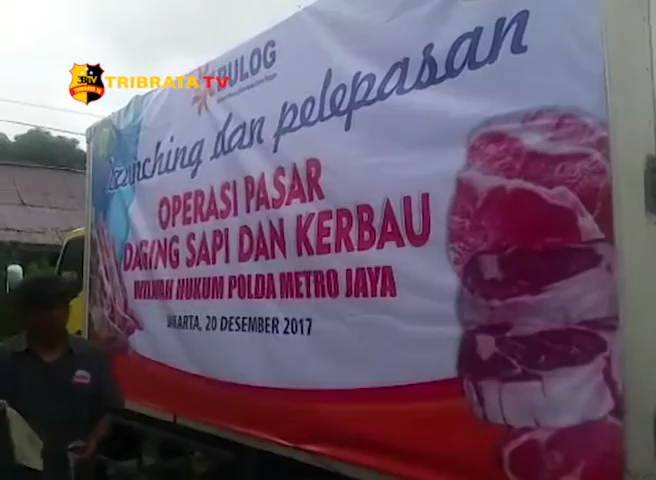 TRIBRATA TV
BULOG
Launching dan pelepasan
OPERASI PASAR
DAGING SAPI DAN KERBAU
WILAYAH HUKUM POLDA METRO JAYA
JAKARTA, 20 DESEMBER 2017